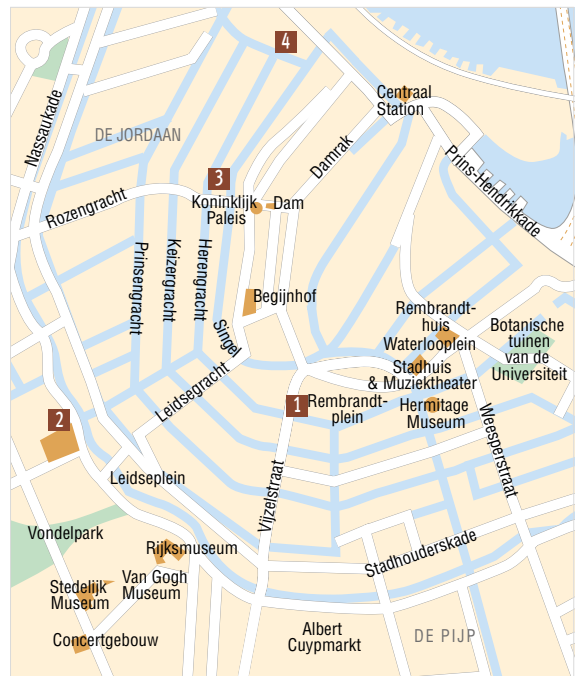 4
Centraal
Station
Nassaukade
DE JORDAAN
Damrak
Prins-Hendrikkade
3
Rozengracht
Koninklijk
Paleis
Dam
Prinsengracht
Keizergracht
Herengracht
Begijnhof
Singel
Rembrandt-
huis
Waterlooplein
Botanische
tuinen
van de
Universiteit
Stadhuis
& Muziektheater
Leidsegracht
1
Rembrandt-
plein
Hermitage
Museum
2
Weesperstraat
Leidseplein
Vijzelstraat
Vondelpark
Rijksmuseum
Stadhouderskade
Van Gogh
Museum
Stedelijk
Museum
Concertgebouw
Albert
Cuypmarkt
DE PIJP